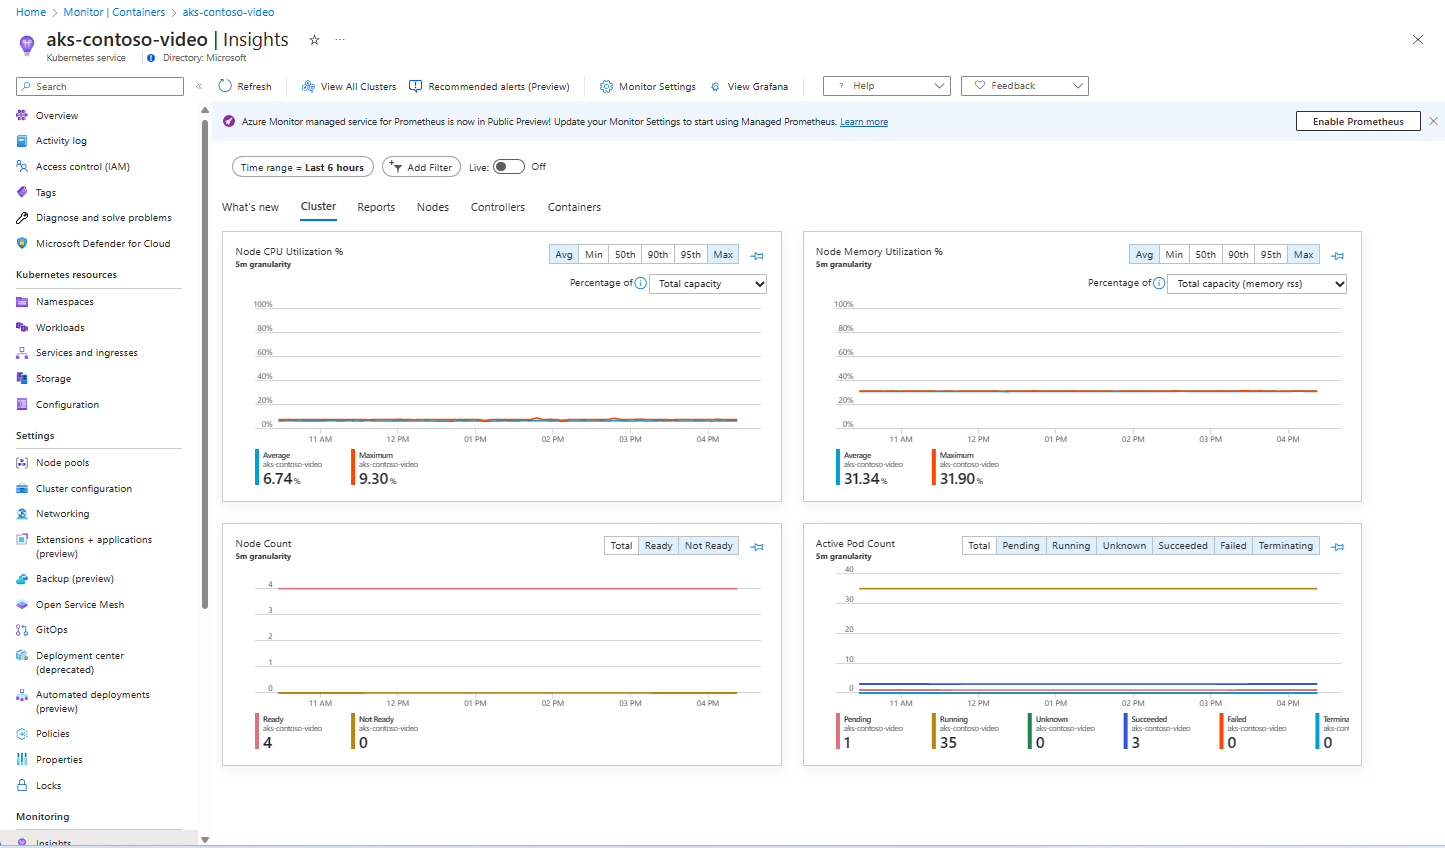 Home > Monitor | Containers > aks-contoso-video
aks-contoso-video | Insights
Kubernetes service
Directory: Microsoft
Search
Refresh
View All Clusters
Recommended alerts (Preview)
Monitor Settings
View Grafana
? Help
Feedback
Overview
Activity log
Access control (IAM)
Tags
Diagnose and solve problems
Microsoft Defender for Cloud
Kubernetes resources
Namespaces
Workloads
Services and ingresses
Storage
Configuration
Settings
Node pools
Cluster configuration
Networking
Extensions + applications
(preview)
Backup (preview)
Open Service Mesh
GitOps
Deployment center
(deprecated)
Automated deployments
(preview)
Policies
Properties
Locks
Monitoring
Insights
Azure Monitor managed service for Prometheus is now in Public Preview! Update your Monitor Settings to start using Managed Prometheus. Learn more
Enable Prometheus
Time range = Last 6 hours
Add Filter
Live: Off
What's new
Cluster
Reports
Nodes
Controllers
Containers
Node CPU Utilization %
5m granularity
Avg Min 50th 90th 95th Max
Percentage of Total capacity
100%
80%
60%
40%
20%
0%
11 AM 12 PM 01 PM 02 PM 03 PM 04 PM
Average
aks-contoso-video
6.74 %
Maximum
aks-contoso-video
9.30 %
Node Memory Utilization %
5m granularity
Avg Min 50th 90th 95th Max
Percentage of Total capacity (memory rss)
100%
80%
60%
40%
20%
0%
11 AM 12 PM 01 PM 02 PM 03 PM 04 PM
Average
aks-contoso-video
31.34 %
Maximum
aks-contoso-video
31.90 %
Node Count
5m granularity
Total Ready Not Ready
4
3
2
1
0
11 AM 12 PM 01 PM 02 PM 03 PM 04 PM
Ready
aks-contoso-video
4
Not Ready
aks-contoso-video
0
Active Pod Count
5m granularity
Total Pending Running Unknown Succeeded Failed Terminating
40
30
20
10
0
11 AM 12 PM 01 PM 02 PM 03 PM 04 PM
Pending
aks-contoso-video
1
Running
aks-contoso-video
35
Unknown
aks-contoso-video
0
Succeeded
aks-contoso-video
3
Failed
aks-contoso-video
0
Termina
aks-con
0